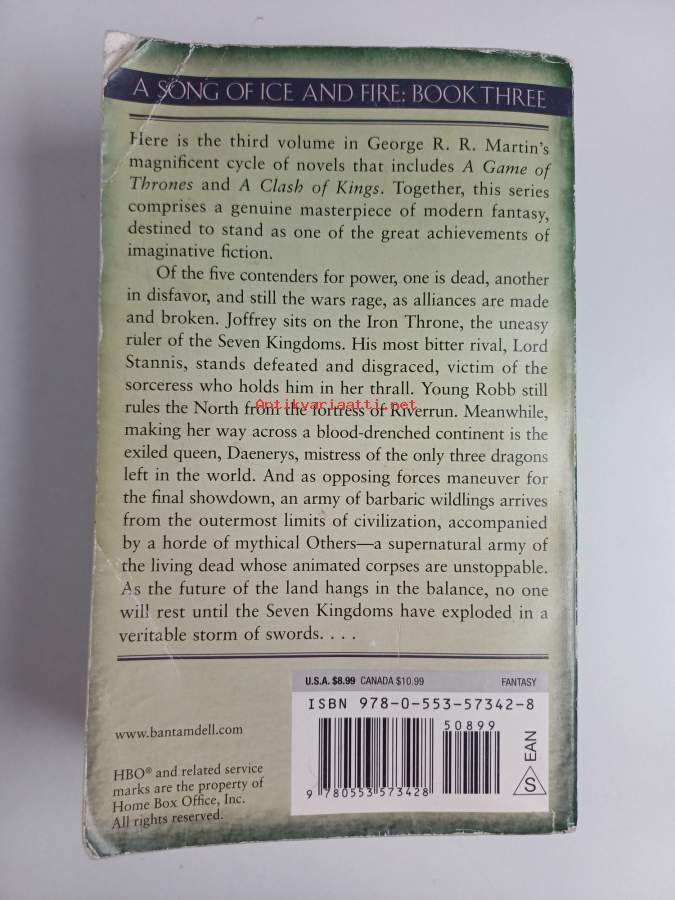 A SONG OF ICE AND FIRE: BOOK THREE
Here is the third volume in George R. R. Martin's
magnificent cycle of novels that includes A Game of
Thrones and A Clash of Kings. Together, this series
comprises a genuine masterpiece of modern fantasy,
destined to stand as one of the great achievements of
imaginative fiction.
Of the five contenders for power, one is dead, another
in disfavor, and still the wars rage, as alliances are made
and broken. Joffrey sits on the Iron Throne, the uneasy
ruler of the Seven Kingdoms. His most bitter rival, Lord
Stannis, stands defeated and disgraced, victim of the
sorceress who holds him in her thrall. Young Robb still
rules the North from the fortress of Riverrun. Meanwhile,
Antikvariaatti.net
making her way across a blood-drenched continent is the
exiled queen, Daenerys, mistress of the only three dragons
left in the world. And as opposing forces maneuver for
the final showdown, an army of barbaric wildlings arrives
from the outermost limits of civilization, accompanied
by a horde of mythical Others—a supernatural army of
the living dead whose animated corpses are unstoppable.
As the future of the land hangs in the balance, no one
will rest until the Seven Kingdoms have exploded in a
veritable storm of swords. . . .
U.S.A. $8.99 CANADA $10.99 FANTASY
ISBN 978-0-553-57342-8
50899
9 780553 573428
S EAN
www.bantamdell.com
HBO® and related service
marks are the property of
Home Box Office, Inc.
All rights reserved.